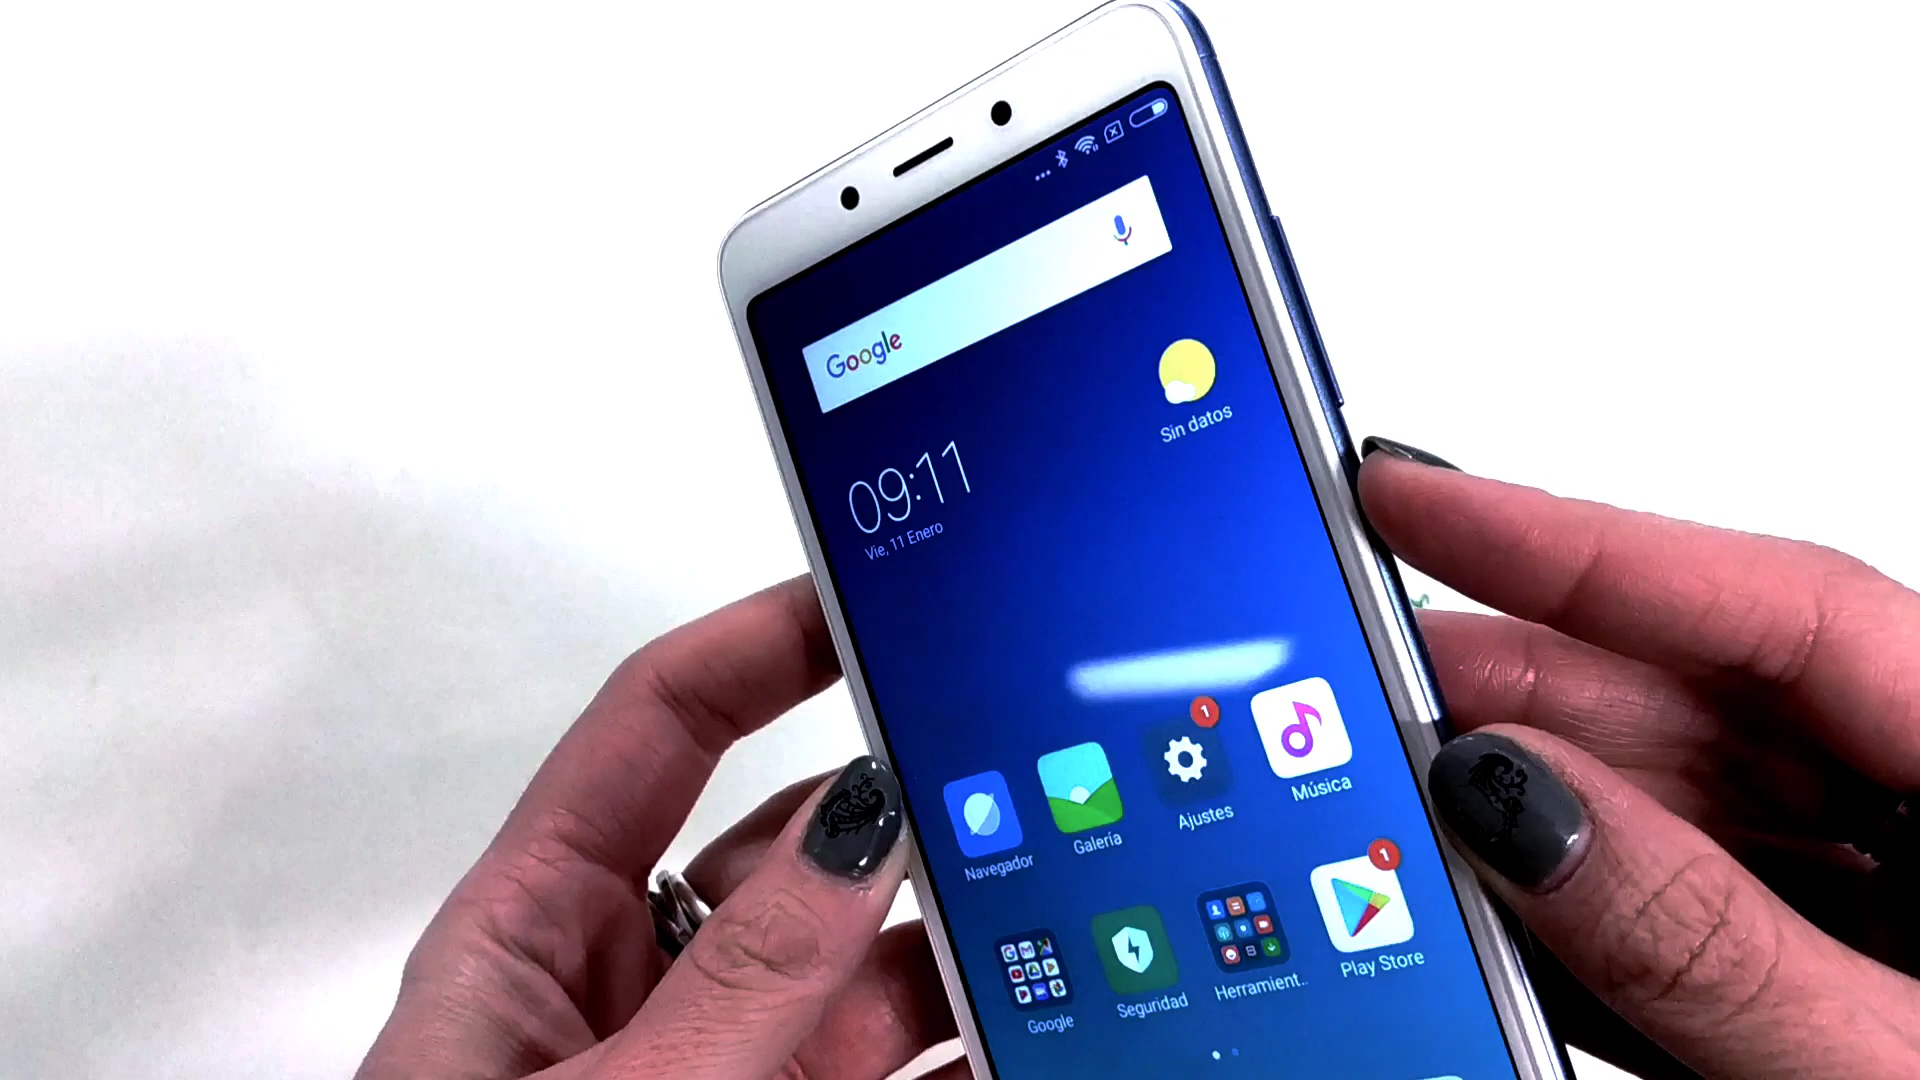 Google
Sin datos
09:11
Vie, 11 Enero
1
Navegador
Galería
Ajustes
Música
1
Google
Seguridad
Herramient..
Play Store